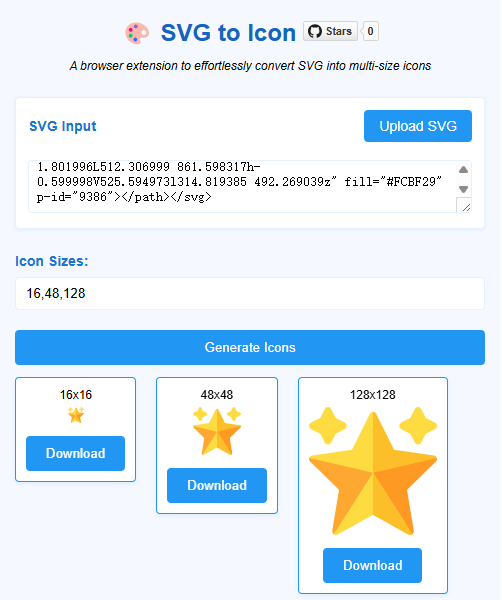 SVG to Icon
Stars
0
A browser extension to effortlessly convert SVG into multi-size icons
SVG Input
Upload SVG
1.801996L512.306999 861.598317h-
0.599998V525.594973l314.819385 492.269039z" fill="#FCBF29"
p-id="9386"></path></svg>
Icon Sizes:
16,48,128
Generate Icons
16x16
48x48
128x128
Download
Download
Download